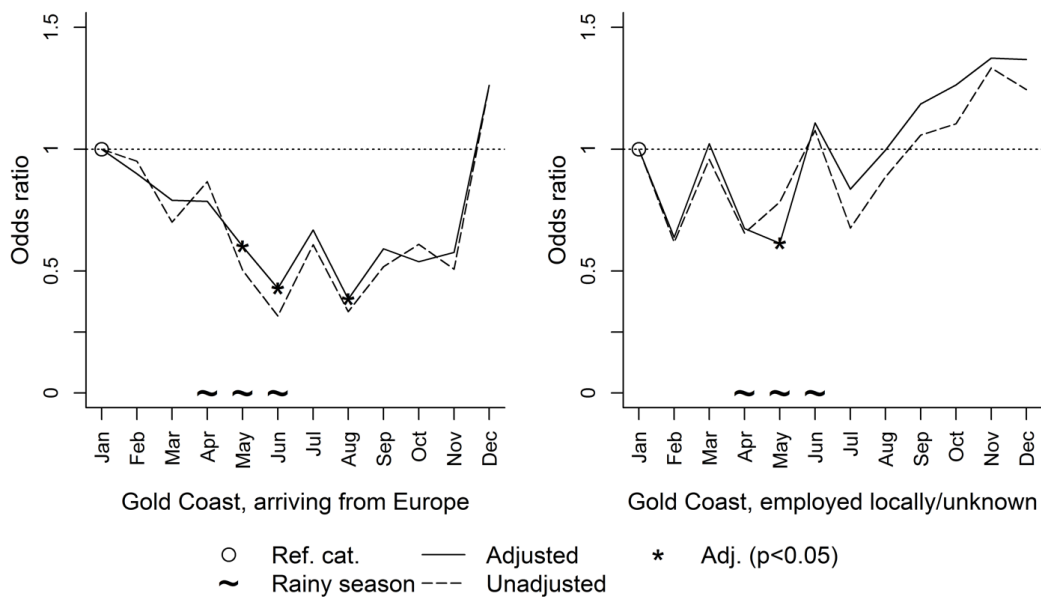 Odds ratio
1.5
1
0.5
0
Jan
Feb
Mar
Apr
May
Jun
Jul
Aug
Sep
Oct
Nov
Dec
Gold Coast, arriving from Europe
Odds ratio
1.5
1
0.5
0
Jan
Feb
Mar
Apr
May
Jun
Jul
Aug
Sep
Oct
Nov
Dec
Gold Coast, employed locally/unknown
Ref. cat.
Adjusted
* Adj. (p<0.05)
~ Rainy season
Unadjusted